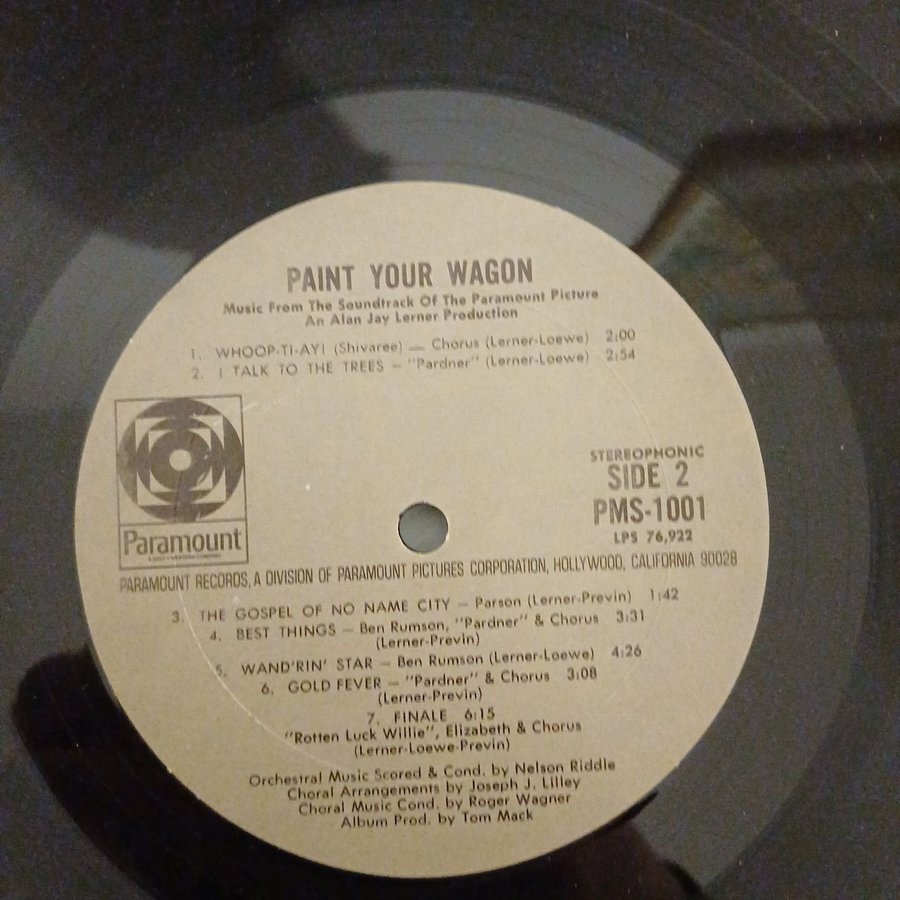 PAINT YOUR WAGON
Music From The Soundtrack Of The Paramount Picture
An Alan Jay Lerner Production
1. WHOOP-TI-AY! (Shivaree) — Chorus (Lerner-Loewe) 2:00
2. I TALK TO THE TREES — "Pardner" (Lerner-Loewe) 2:54
STEREOPHONIC
SIDE 2
PMS-1001
LPS 76,922
Paramount
A GULF + WESTERN COMPANY
PARAMOUNT RECORDS, A DIVISION OF PARAMOUNT PICTURES CORPORATION, HOLLYWOOD, CALIFORNIA 90028
3. THE GOSPEL OF NO NAME CITY — Parson (Lerner-Previn) 1:42
4. BEST THINGS — Ben Rumson, "Pardner" & Chorus 3:31
(Lerner-Previn)
5. WAND'RIN' STAR — Ben Rumson (Lerner-Loewe) 4:26
6. GOLD FEVER — "Pardner" & Chorus 3:08
(Lerner-Previn)
7. FINALE 6:15
"Rotten Luck Willie", Elizabeth & Chorus
(Lerner-Loewe-Previn)
Orchestral Music Scored & Cond. by Nelson Riddle
Choral Arrangements by Joseph J. Lilley
Choral Music Cond. by Roger Wagner
Album Prod. by Tom Mack